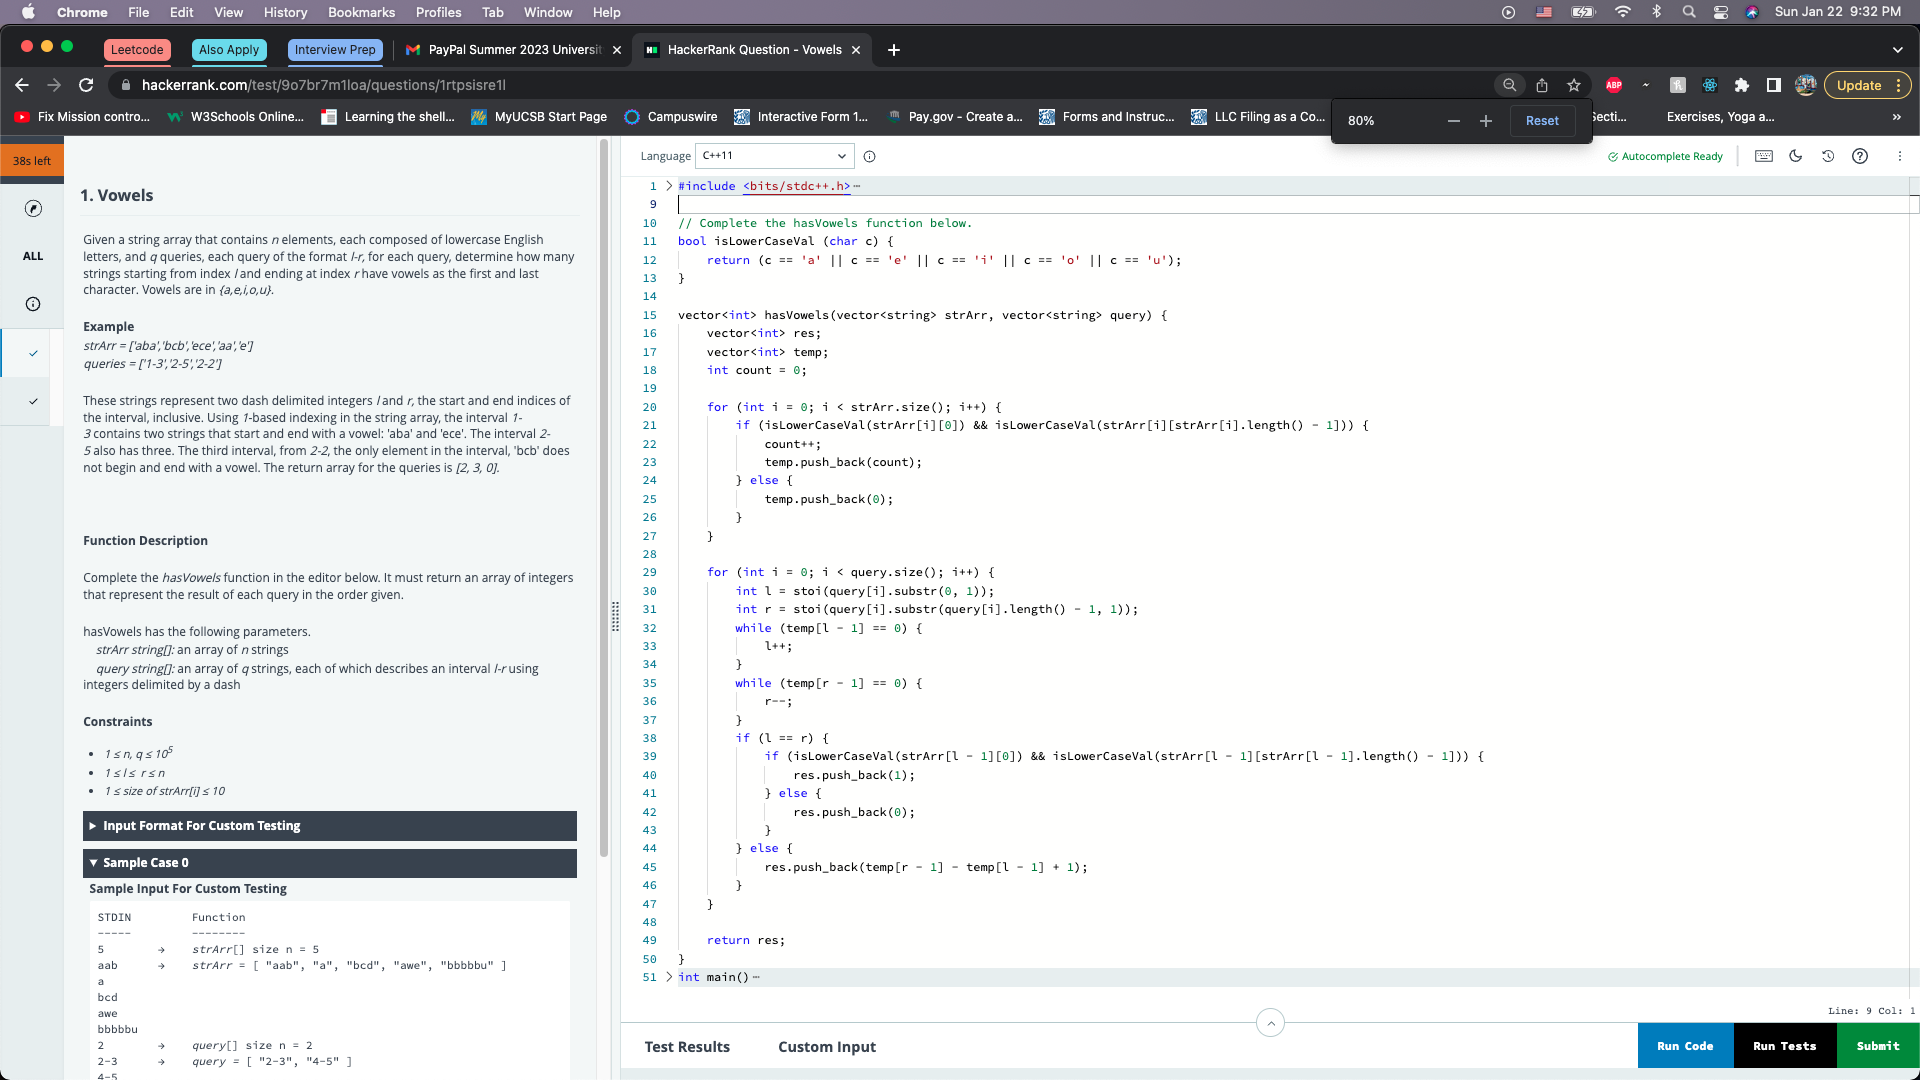 Chrome File Edit View History Bookmarks Profiles Tab Window Help Sun Jan 22 9:32 PM
Leetcode Also Apply Interview Prep PayPal Summer 2023 Universit HackerRank Question - Vowels
hackerrank.com/test/9o7br7m1loa/questions/1rtpsisre1l ABP Update
Fix Mission contro... W3Schools Online... Learning the shell... MyUCSB Start Page Campuswire Interactive Form 1... Pay.gov - Create a... Forms and Instruc... LLC Filing as a Co... Secti... Exercises, Yoga a... »
80% Reset
38s left
ALL
1. Vowels
Given a string array that contains n elements, each composed of lowercase English
letters, and q queries, each query of the format l-r, for each query, determine how many
strings starting from index l and ending at index r have vowels as the first and last
character. Vowels are in {a,e,i,o,u}.
Example
strArr = ['aba','bcb','ece','aa','e']
queries = ['1-3','2-5','2-2']
These strings represent two dash delimited integers l and r, the start and end indices of
the interval, inclusive. Using 1-based indexing in the string array, the interval 1-
3 contains two strings that start and end with a vowel: 'aba' and 'ece'. The interval 2-
5 also has three. The third interval, from 2-2, the only element in the interval, 'bcb' does
not begin and end with a vowel. The return array for the queries is [2, 3, 0].
Function Description
Complete the hasVowels function in the editor below. It must return an array of integers
that represent the result of each query in the order given.
hasVowels has the following parameters.
strArr string[]: an array of n strings
query string[]: an array of q strings, each of which describes an interval l-r using
integers delimited by a dash
Constraints
• 1 ≤ n, q ≤ 10⁵
• 1 ≤ l ≤ r ≤ n
• 1 ≤ size of strArr[i] ≤ 10
Input Format For Custom Testing
Sample Case 0
Sample Input For Custom Testing
STDIN Function
----- --------
5 → strArr[] size n = 5
aab → strArr = [ "aab", "a", "bcd", "awe", "bbbbbu" ]
a
bcd
awe
bbbbbu
2 → query[] size n = 2
2-3 → query = [ "2-3", "4-5" ]
4-5
Language C++11 Autocomplete Ready
1 #include <bits/stdc++.h>
9
10 // Complete the hasVowels function below.
11 bool isLowerCaseVal (char c) {
12 return (c == 'a' || c == 'e' || c == 'i' || c == 'o' || c == 'u');
13 }
14
15 vector<int> hasVowels(vector<string> strArr, vector<string> query) {
16 vector<int> res;
17 vector<int> temp;
18 int count = 0;
19
20 for (int i = 0; i < strArr.size(); i++) {
21 if (isLowerCaseVal(strArr[i][0]) && isLowerCaseVal(strArr[i][strArr[i].length() - 1])) {
22 count++;
23 temp.push_back(count);
24 } else {
25 temp.push_back(0);
26 }
27 }
28
29 for (int i = 0; i < query.size(); i++) {
30 int l = stoi(query[i].substr(0, 1));
31 int r = stoi(query[i].substr(query[i].length() - 1, 1));
32 while (temp[l - 1] == 0) {
33 l++;
34 }
35 while (temp[r - 1] == 0) {
36 r--;
37 }
38 if (l == r) {
39 if (isLowerCaseVal(strArr[l - 1][0]) && isLowerCaseVal(strArr[l - 1][strArr[l - 1].length() - 1])) {
40 res.push_back(1);
41 } else {
42 res.push_back(0);
43 }
44 } else {
45 res.push_back(temp[r - 1] - temp[l - 1] + 1);
46 }
47 }
48
49 return res;
50 }
51 int main()
Line: 9 Col: 1
Test Results Custom Input Run Code Run Tests Submit